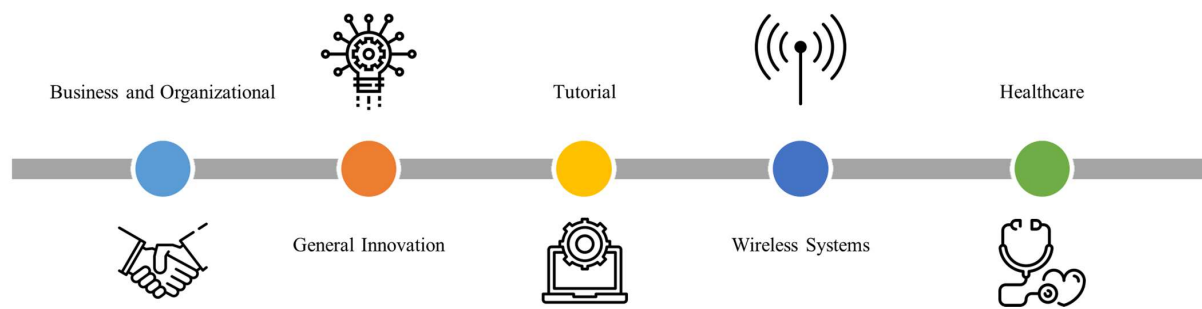 Business and Organizational
General Innovation
Tutorial
Wireless Systems
Healthcare